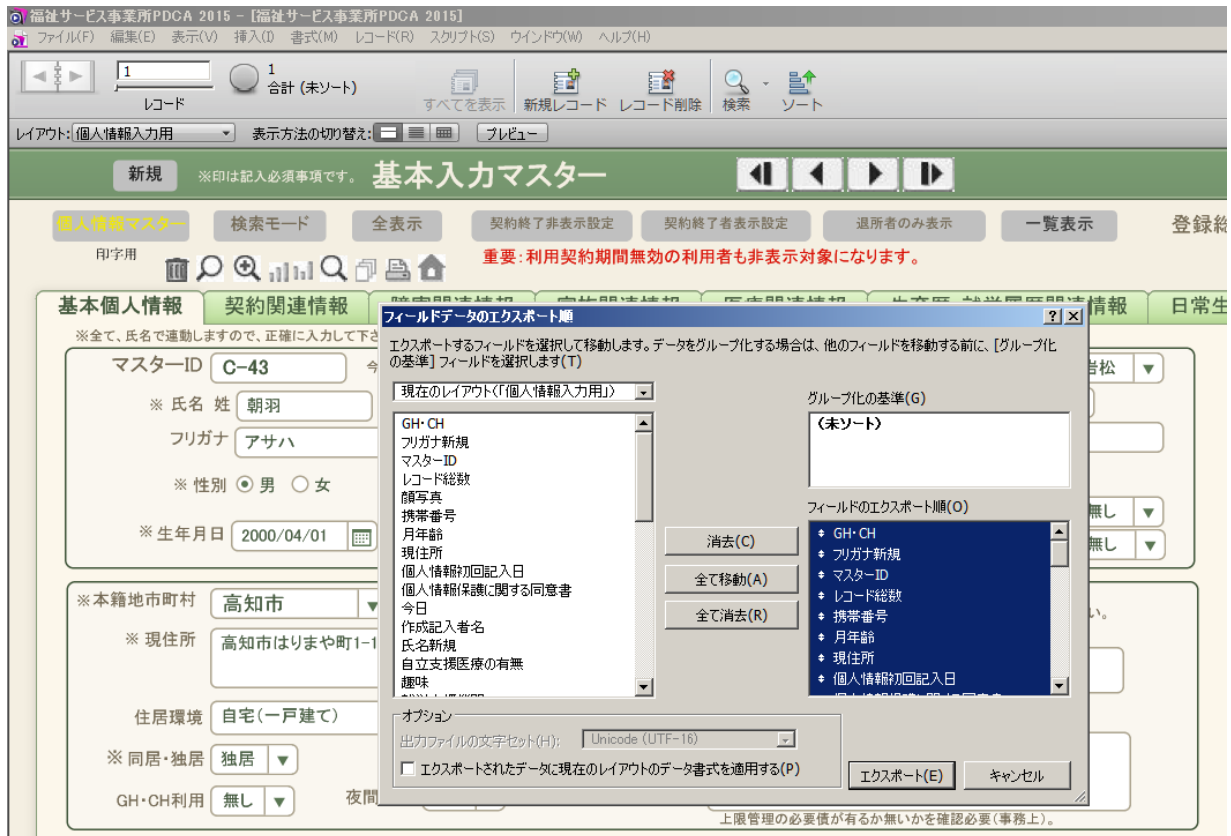 福祉サービス事業所PDCA 2015 - [福祉サービス事業所PDCA 2015]
ファイル(F) 編集(E) 表示(V) 挿入(I) 書式(M) レコード(R) スクリプト(S) ウインドウ(W) ヘルプ(H)
1
レコード
1
合計 (未ソート)
すべてを表示 新規レコード レコード削除 検索 ソート
レイアウト: 個人情報入力用 表示方法の切り替え: プレビュー
新規 ※印は記入必須事項です。 基本入力マスター
個人情報マスター 検索モード 全表示 契約終了非表示設定 契約終了者表示設定 退所者のみ表示 一覧表示 登録総
印字用
重要：利用契約期間無効の利用者も非表示対象になります。
基本個人情報 契約関連情報 情報 日常生
※全て、氏名で連動しますので、正確に入力して下さ
マスターID C-43
※ 氏名 姓 朝羽
フリガナ アサハ
※ 性別 男 女
※ 生年月日 2000/04/01
無し
無し
※本籍地市町村 高知市
※ 現住所 高知市はりまや町1-1
住居環境 自宅(一戸建て)
※ 同居・独居 独居
GH・CH利用 無し 夜間
上限管理の必要債が有るか無いかを確認必要(事務上)。
フィールドデータのエクスポート順
エクスポートするフィールドを選択して移動します。データをグループ化する場合は、他のフィールドを移動する前に、[グループ化
の基準] フィールドを選択します(T)
現在のレイアウト(「個人情報入力用」)
GH・CH
フリガナ新規
マスターID
レコード総数
顔写真
携帯番号
月年齢
現住所
個人情報初回記入日
個人情報保護に関する同意書
今日
作成記入者名
氏名新規
自立支援医療の有無
趣味
消去(C)
全て移動(A)
全て消去(R)
グループ化の基準(G)
(未ソート)
フィールドのエクスポート順(O)
GH・CH
フリガナ新規
マスターID
レコード総数
携帯番号
月年齢
現住所
個人情報初回記入日
オプション
出力ファイルの文字セット(H): Unicode (UTF-16)
エクスポートされたデータに現在のレイアウトのデータ書式を適用する(P)
エクスポート(E) キャンセル